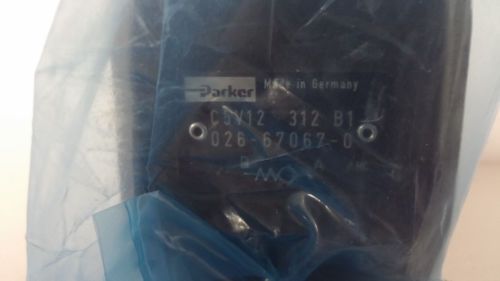 Parker Made in Germany
C5V12 312 B1
026-67067-0
B A